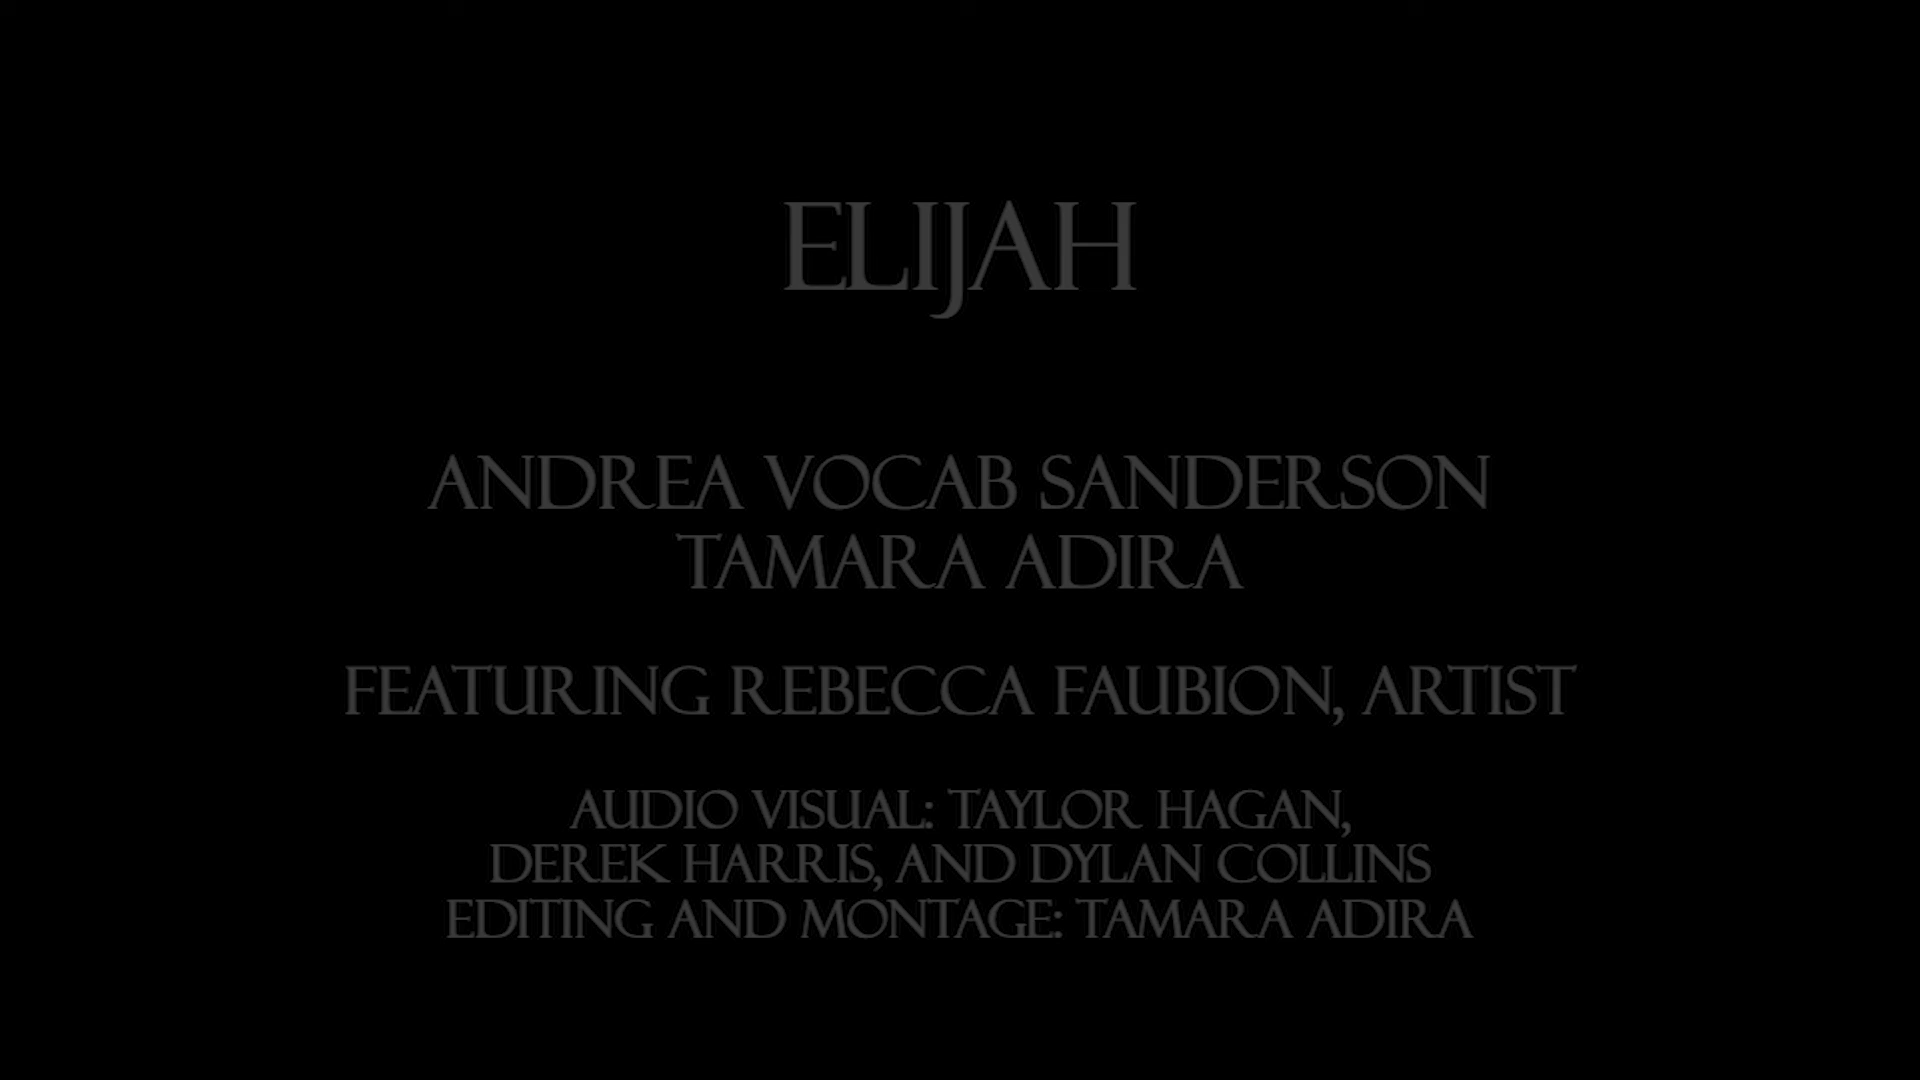 ELIJAH
ANDREA VOCAB SANDERSON
TAMARA ADIRA
FEATURING REBECCA FAUBION, ARTIST
AUDIO VISUAL: TAYLOR HAGAN,
DEREK HARRIS, AND DYLAN COLLINS
EDITING AND MONTAGE: TAMARA ADIRA